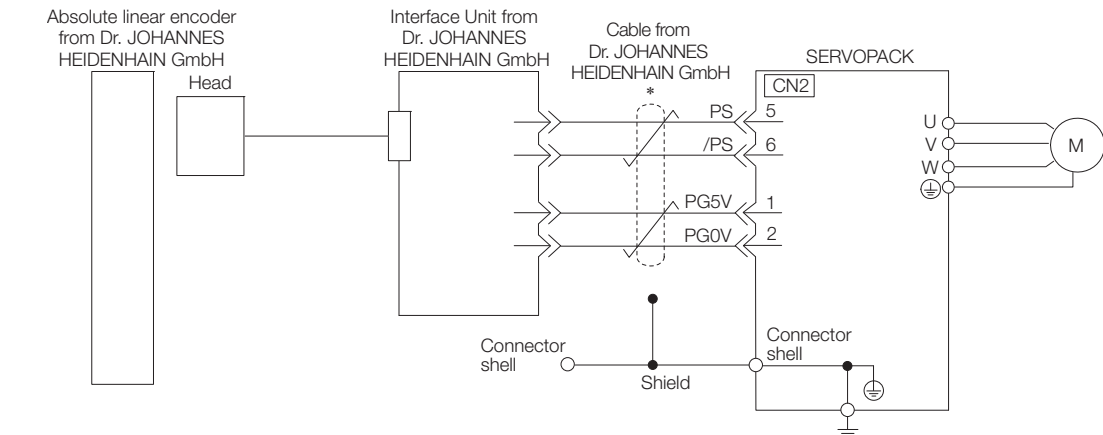 Absolute linear encoder
from Dr. JOHANNES
HEIDENHAIN GmbH
Head
Interface Unit from
Dr. JOHANNES
HEIDENHAIN GmbH
Cable from
Dr. JOHANNES
HEIDENHAIN GmbH
*
SERVOPACK
CN2
PS
5
/PS
6
PG5V
1
PG0V
2
U
V
W
M
Connector
shell
Shield
Connector
shell